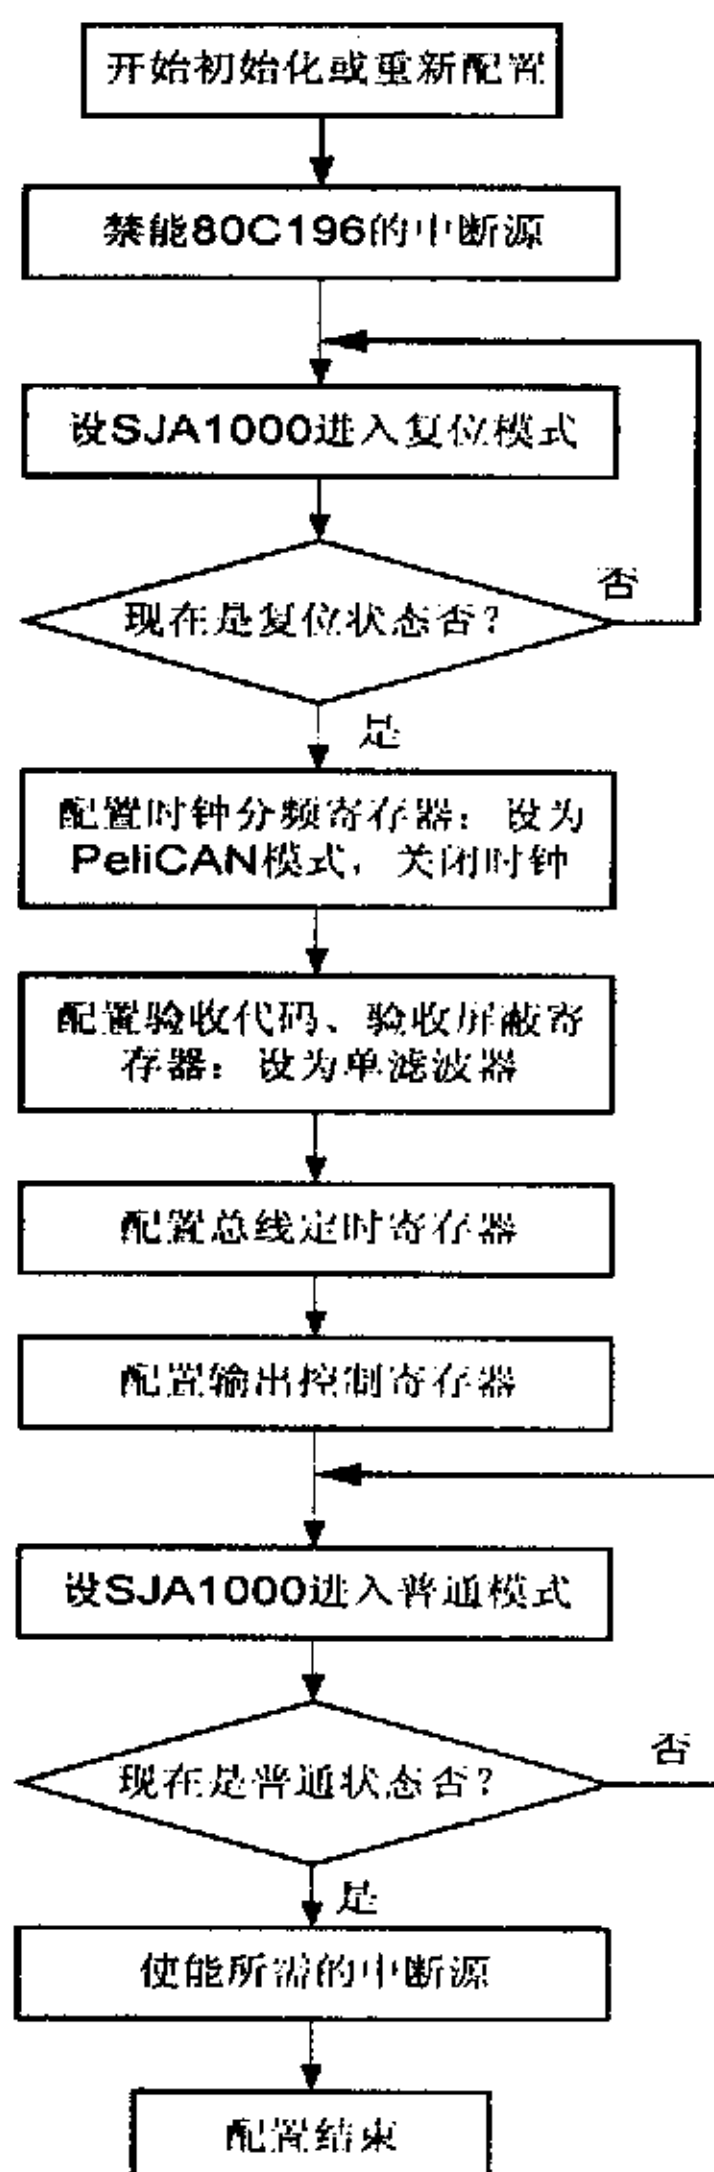 开始初始化或重新配置
禁能80C196的中断源
设SJA1000进入复位模式
现在是复位状态否？
否
是
配置时钟分频寄存器：设为
PeliCAN模式，关闭时钟
配置验收代码、验收屏蔽寄
存器：设为单滤波器
配置总线定时寄存器
配置输出控制寄存器
设SJA1000进入普通模式
现在是普通状态否？
否
是
使能所需的中断源
配置结束